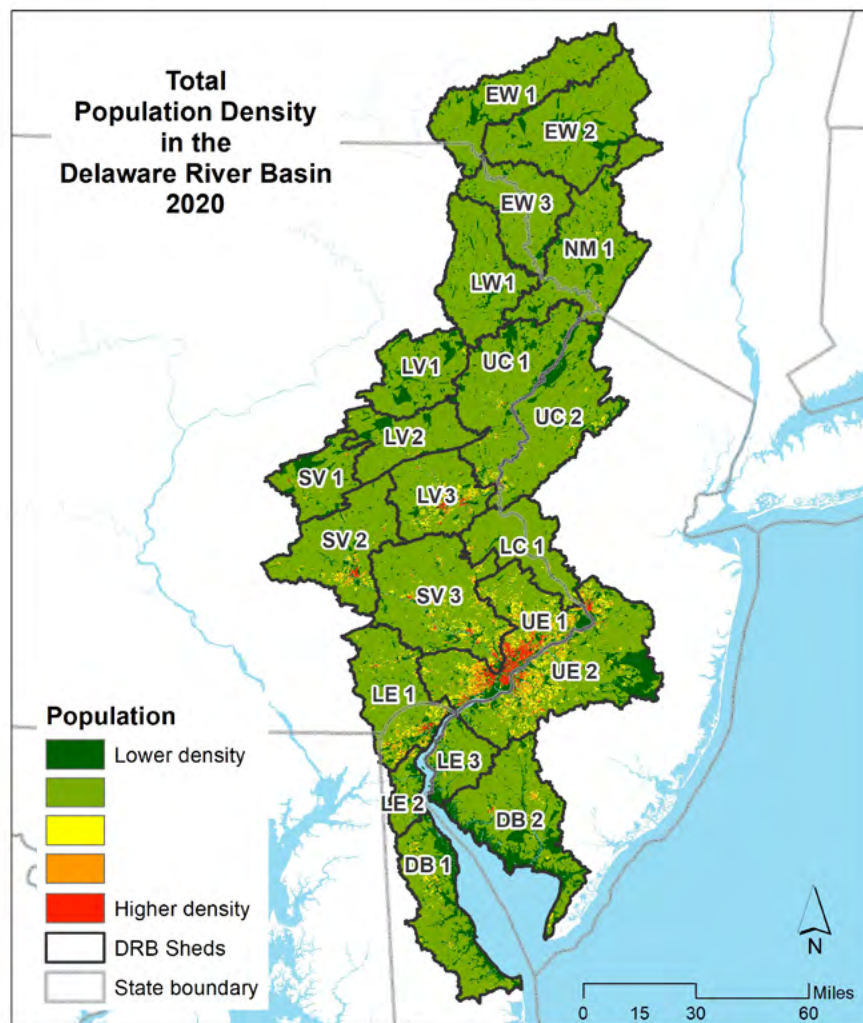 Total
Population Density
in the
Delaware River Basin
2020
EW 1
EW 2
EW 3
NM 1
LW 1
LV 1
UC 1
UC 2
LV 2
SV 1
LV 3
SV 2
LC 1
SV 3
UE 1
UE 2
LE 1
LE 3
LE 2
DB 2
DB 1
Population
Lower density
Higher density
DRB Sheds
State boundary
N
Miles
0 15 30 60